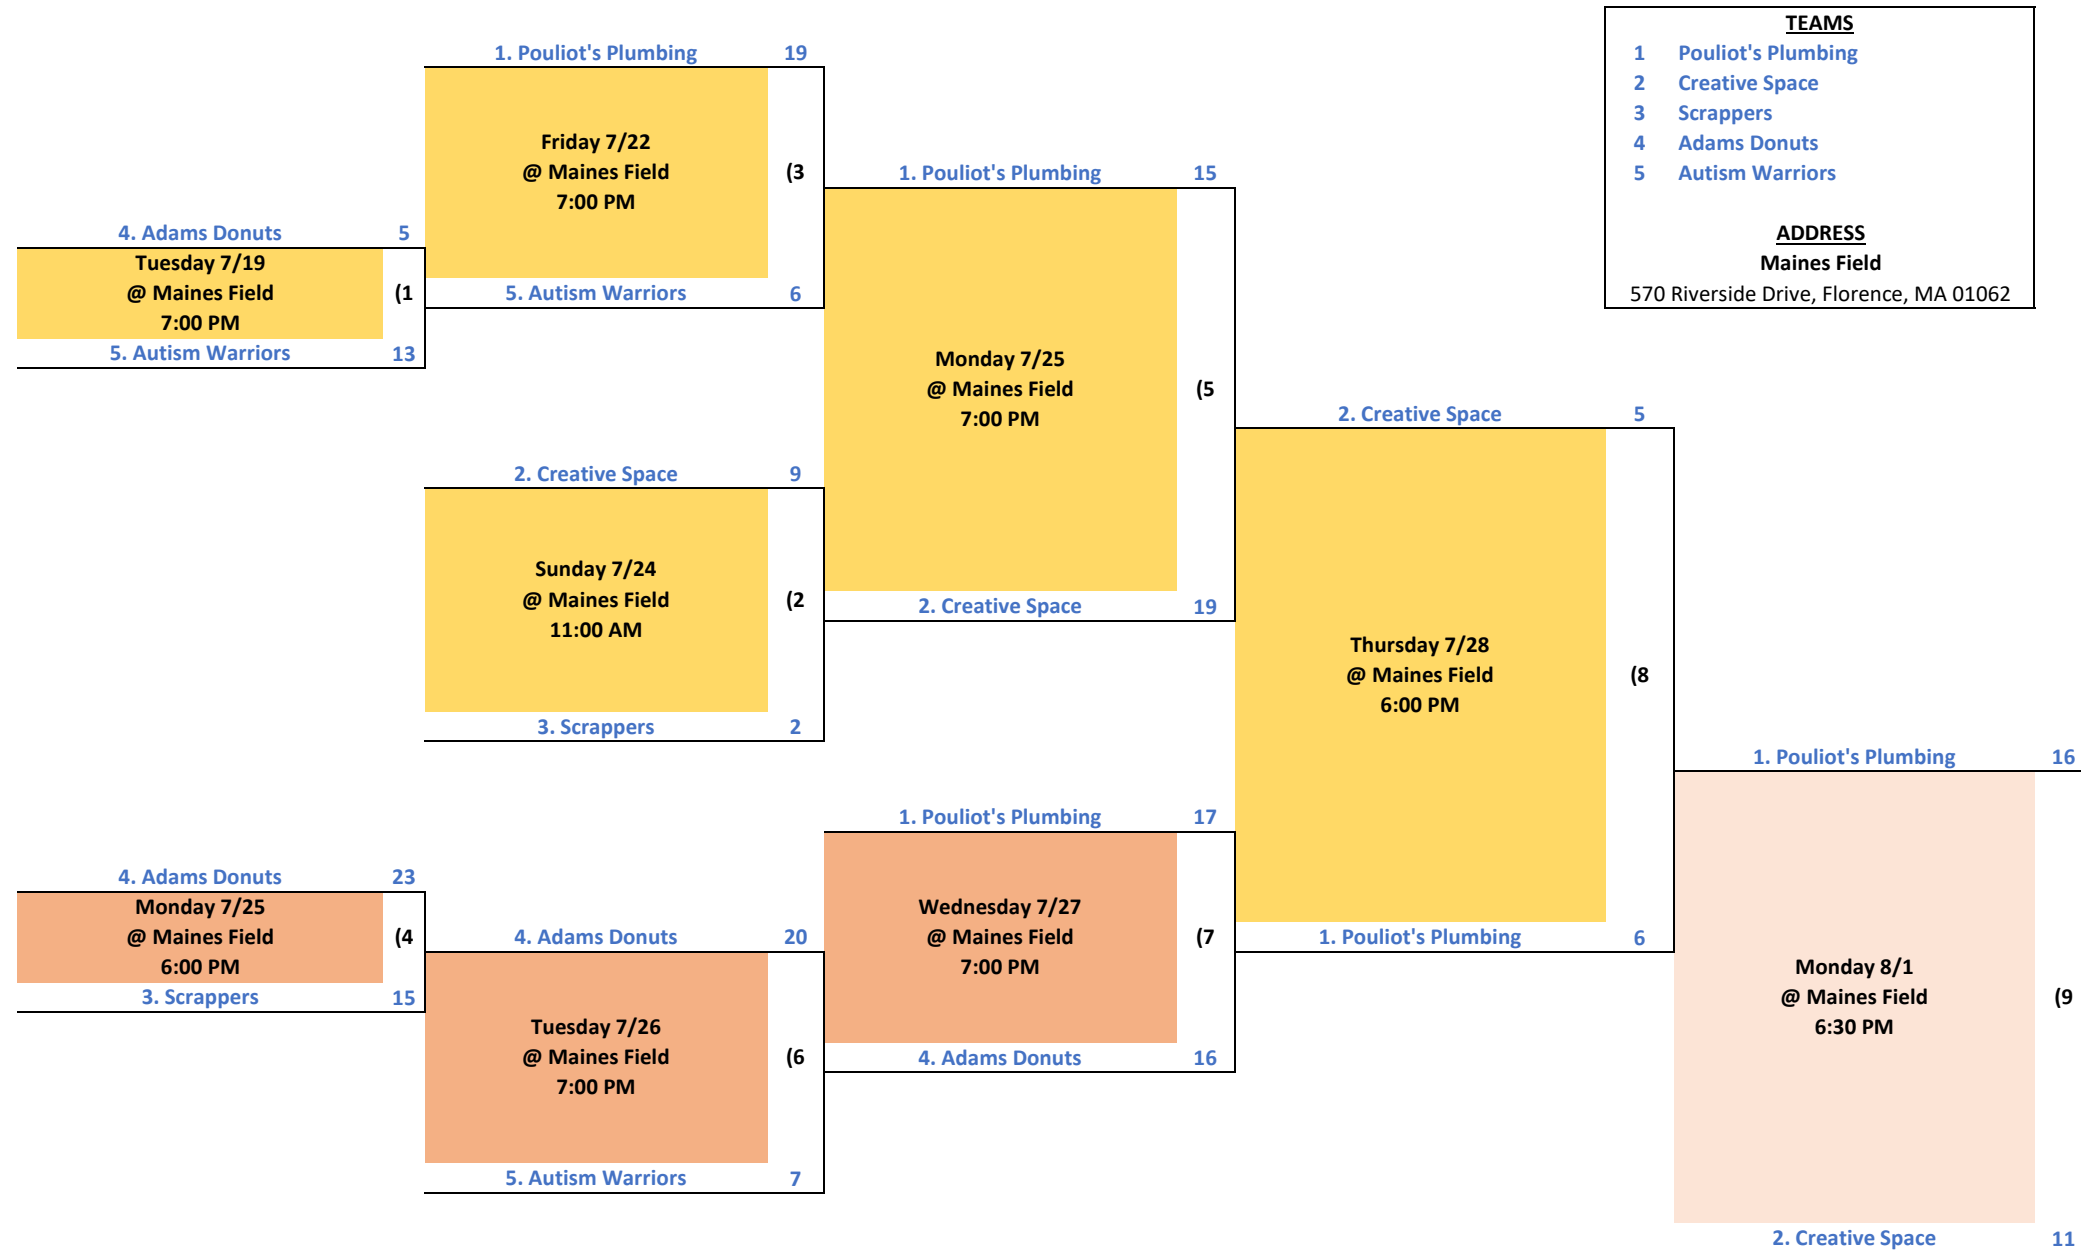 TEAMS
1 Pouliot's Plumbing
2 Creative Space
3 Scrappers
4 Adams Donuts
5 Autism Warriors
ADDRESS
Maines Field
570 Riverside Drive, Florence, MA 01062
4. Adams Donuts 5
Tuesday 7/19
@ Maines Field (1
7:00 PM
5. Autism Warriors 13
1. Pouliot's Plumbing 19
Friday 7/22
@ Maines Field (3
7:00 PM
5. Autism Warriors 6
2. Creative Space 9
Sunday 7/24
@ Maines Field (2
11:00 AM
3. Scrappers 2
1. Pouliot's Plumbing 15
Monday 7/25
@ Maines Field (5
7:00 PM
2. Creative Space 19
4. Adams Donuts 23
Monday 7/25
@ Maines Field (4
6:00 PM
3. Scrappers 15
4. Adams Donuts 20
Tuesday 7/26
@ Maines Field (6
7:00 PM
5. Autism Warriors 7
1. Pouliot's Plumbing 17
Wednesday 7/27
@ Maines Field (7
7:00 PM
4. Adams Donuts 16
2. Creative Space 5
Thursday 7/28
@ Maines Field (8
6:00 PM
1. Pouliot's Plumbing 6
1. Pouliot's Plumbing 16
Monday 8/1
@ Maines Field (9
6:30 PM
2. Creative Space 11